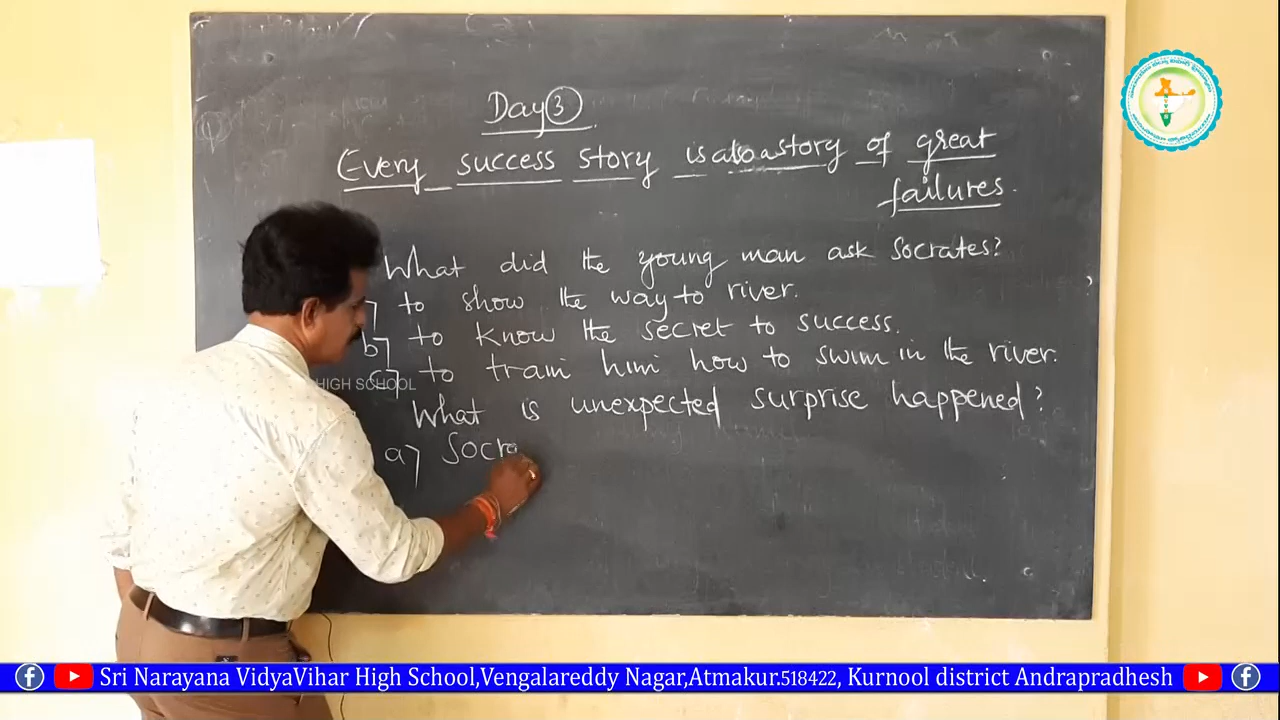 Day 3
Every success story is also a story of great
failures.
What did the young man ask Socrates?
to show the way to river.
b) to know the secret to success.
c) to train him how to swim in the river.
HIGH SCHOOL
What is unexpected surprise happened?
a) Socra
Sri Narayana VidyaVihar High School,Vengalareddy Nagar,Atmakur.518422, Kurnool district Andrapradhesh